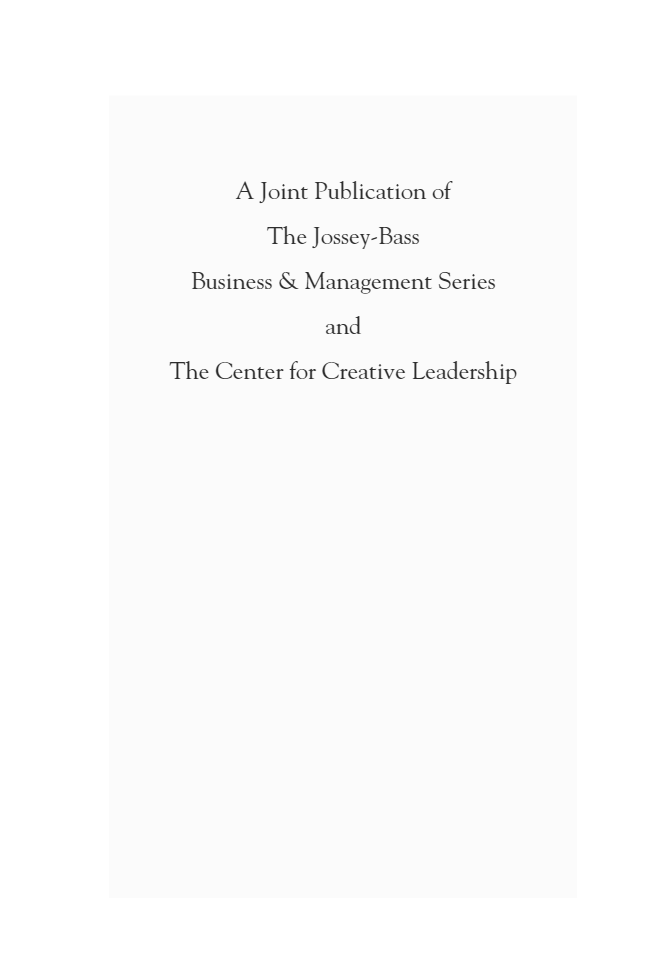 A Joint Publication of
The Jossey-Bass
Business & Management Series
and
The Center for Creative Leadership